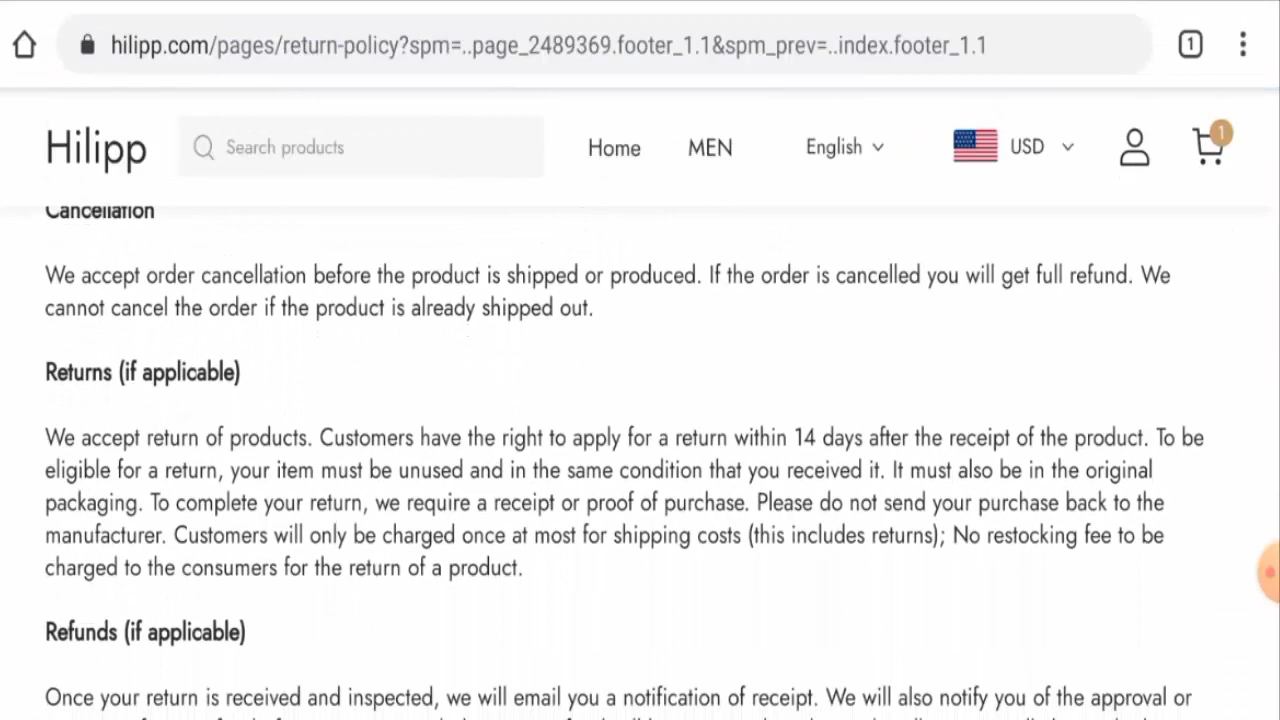 hilipp.com/pages/return-policy?spm=..page_2489369.footer_1.1&spm_prev=..index.footer_1.1
1
Hilipp
Search products
Home
MEN
English
USD
1
Cancellation
We accept order cancellation before the product is shipped or produced. If the order is cancelled you will get full refund. We
cannot cancel the order if the product is already shipped out.
Returns (if applicable)
We accept return of products. Customers have the right to apply for a return within 14 days after the receipt of the product. To be
eligible for a return, your item must be unused and in the same condition that you received it. It must also be in the original
packaging. To complete your return, we require a receipt or proof of purchase. Please do not send your purchase back to the
manufacturer. Customers will only be charged once at most for shipping costs (this includes returns); No restocking fee to be
charged to the consumers for the return of a product.
Refunds (if applicable)
Once your return is received and inspected, we will email you a notification of receipt. We will also notify you of the approval or